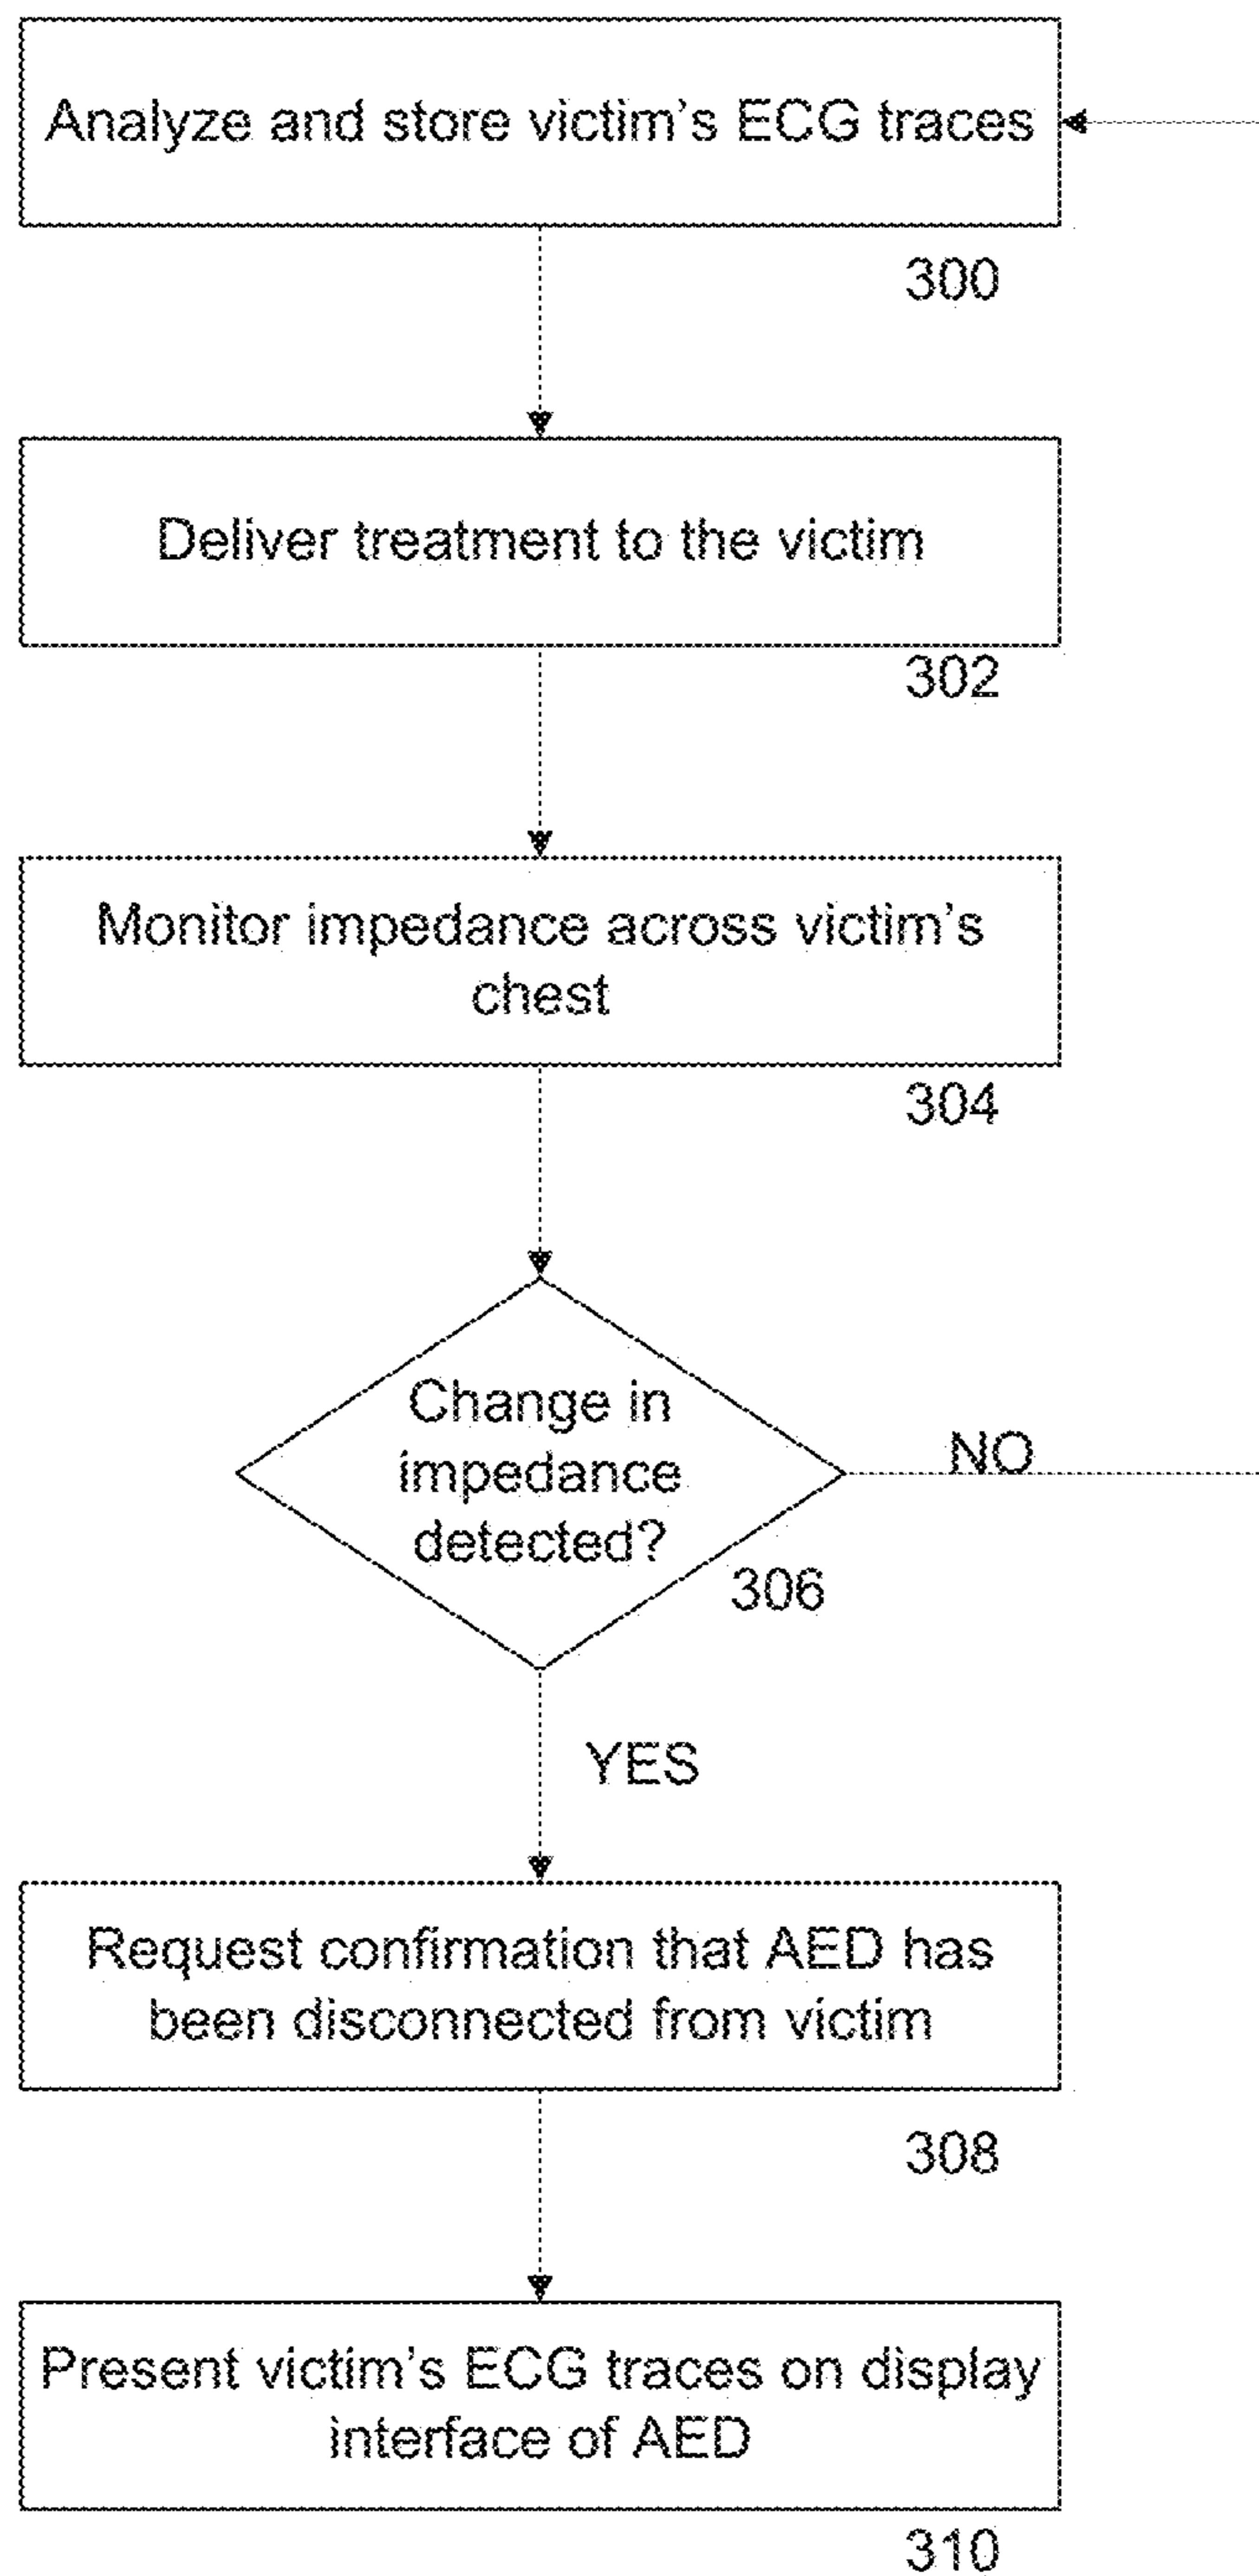 Analyze and store victim's ECG traces
300
Deliver treatment to the victim
302
Monitor impedance across victim's
chest
304
Change in
impedance
detected?
NO
306
YES
Request confirmation that AED has
been disconnected from victim
308
Present victim's ECG traces on display
interface of AED
310